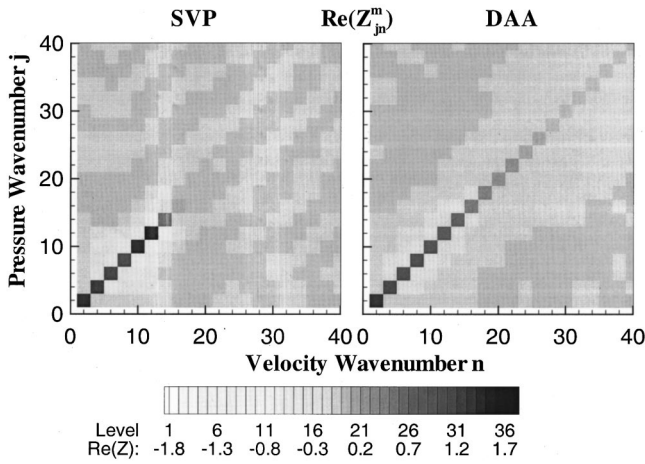 SVP Re(Z^m_jn) DAA
Pressure Wavenumber j
40
30
20
10
0
0 10 20 30 40
0 10 20 30 40
Velocity Wavenumber n
Level 1 6 11 16 21 26 31 36
Re(Z): -1.8 -1.3 -0.8 -0.3 0.2 0.7 1.2 1.7